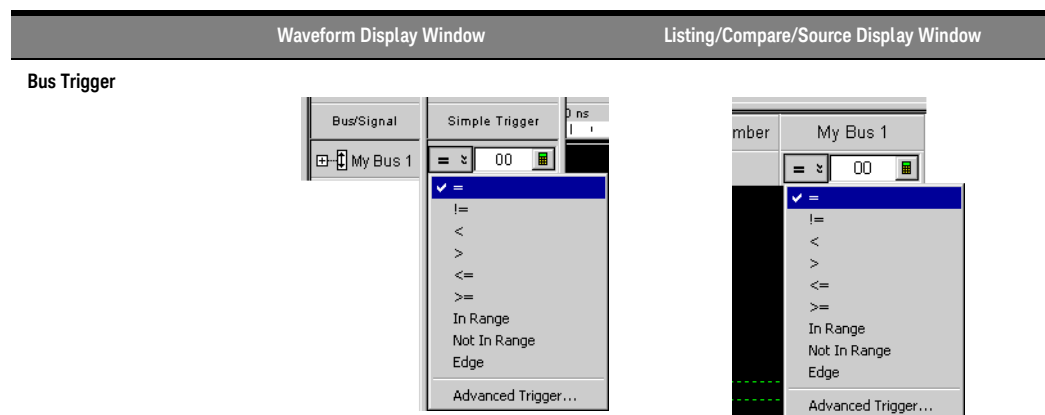 Waveform Display Window
Listing/Compare/Source Display Window
Bus Trigger
Bus/Signal
Simple Trigger
0 ns
My Bus 1
= 00
=
!=
<
>
<=
>=
In Range
Not In Range
Edge
Advanced Trigger...
mber
My Bus 1
= 00
=
!=
<
>
<=
>=
In Range
Not In Range
Edge
Advanced Trigger...